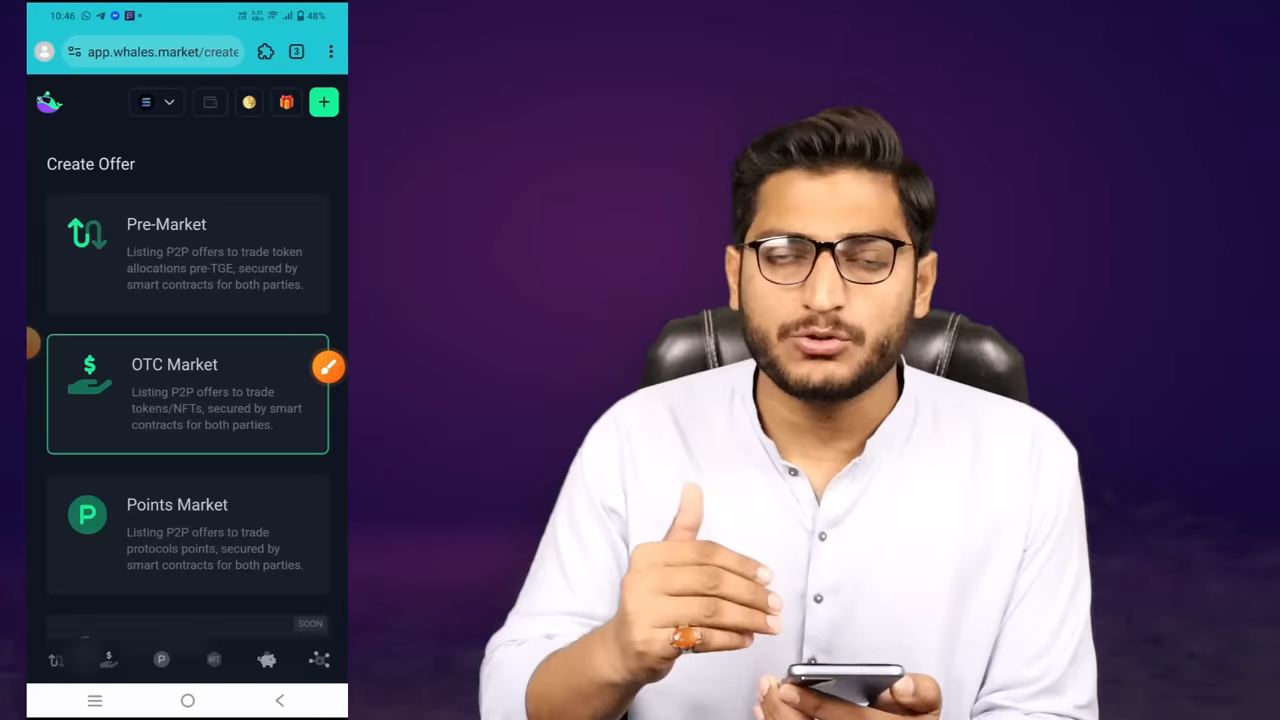 10:46
48%
app.whales.market/create
3
Create Offer
Pre-Market
Listing P2P offers to trade token
allocations pre-TGE, secured by
smart contracts for both parties.
OTC Market
Listing P2P offers to trade
tokens/NFTs, secured by smart
contracts for both parties.
Points Market
Listing P2P offers to trade
protocols points, secured by
smart contracts for both parties.
SOON